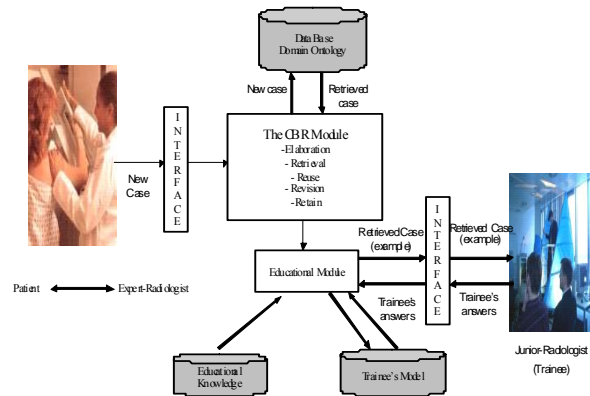 Data Base
Domain Ontology
New case
Retrieved
case
INTERFACE
The CBR Module
-Elaboration
- Retrieval
- Reuse
- Revision
- Retain
New
Case
Retrieved Case
(example)
INTERFACE
Retrieved Case
(example)
Educational Module
Trainee's
answers
Trainee's
answers
Patient
Expert-Radiologist
Educational
Knowledge
Trainee's Model
Junior-Radiologist
(Trainee)